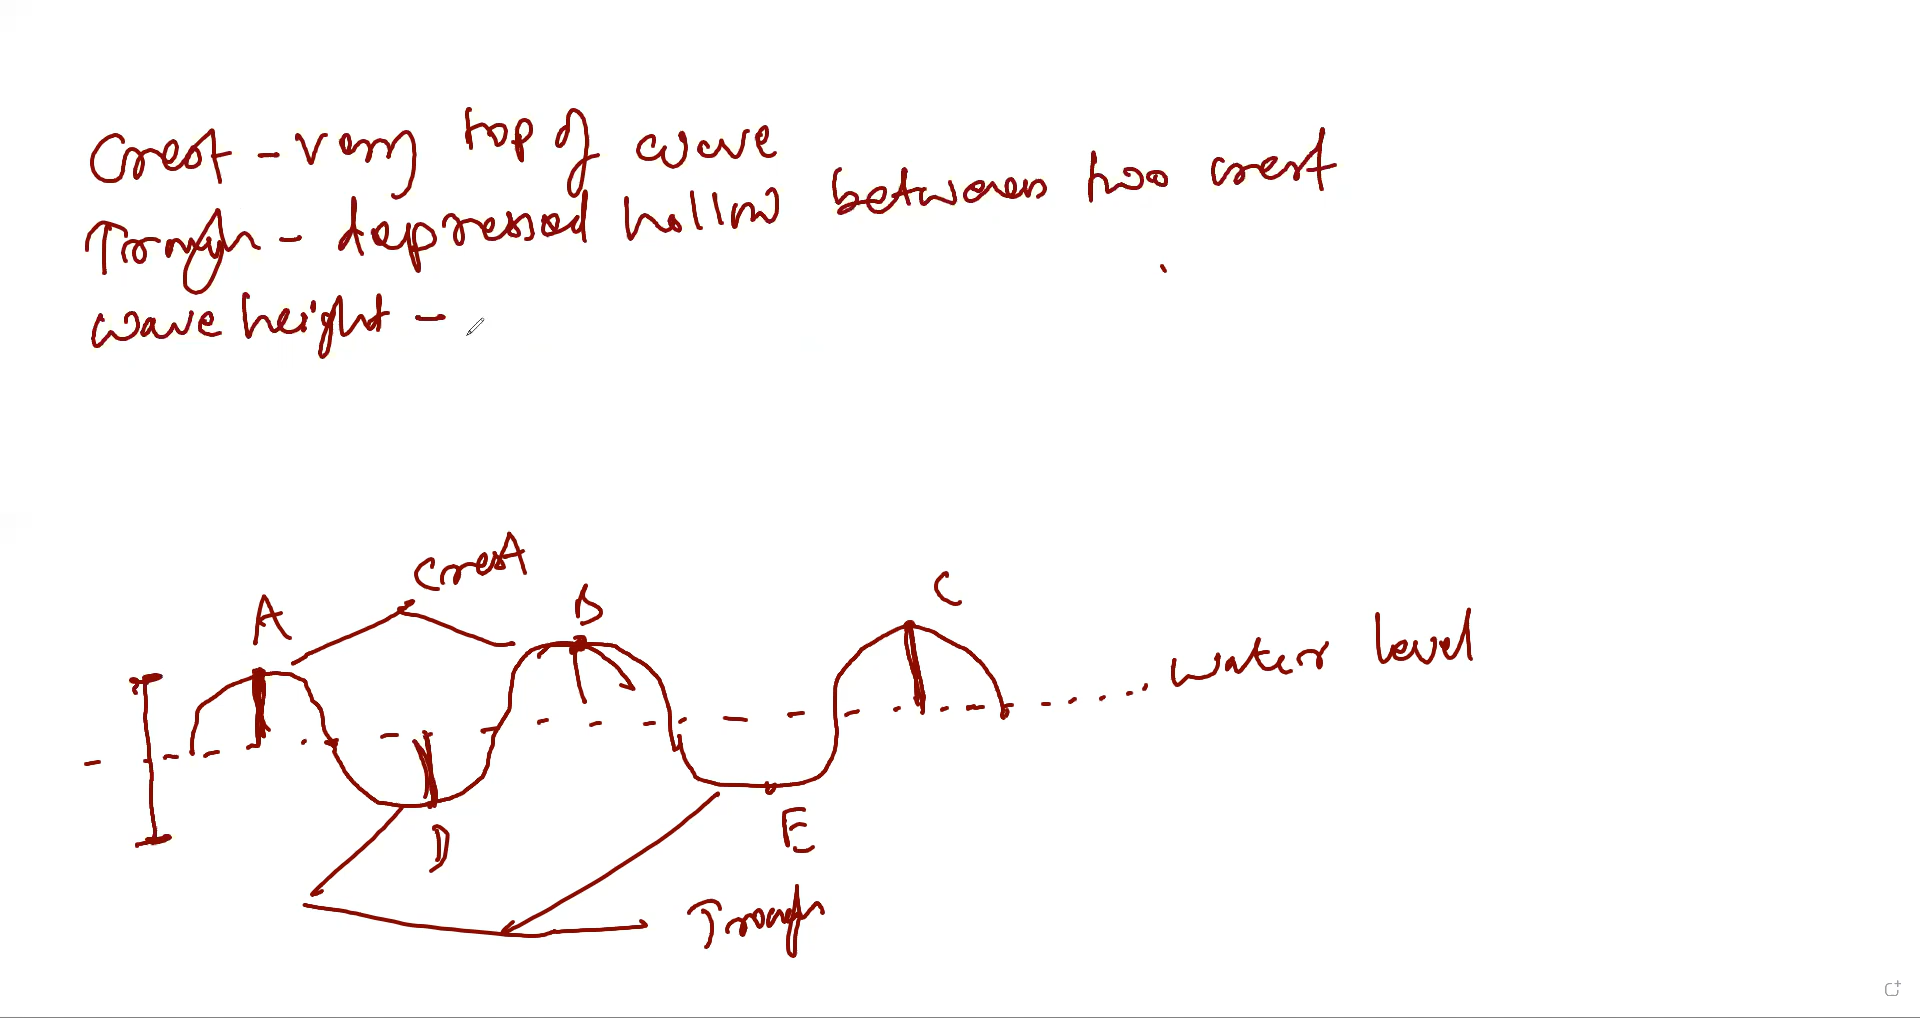 Crest - very top of wave
Trough - depressed hollow between two crest
wave height -
Crest
A
B
C
water level
D
E
Trough